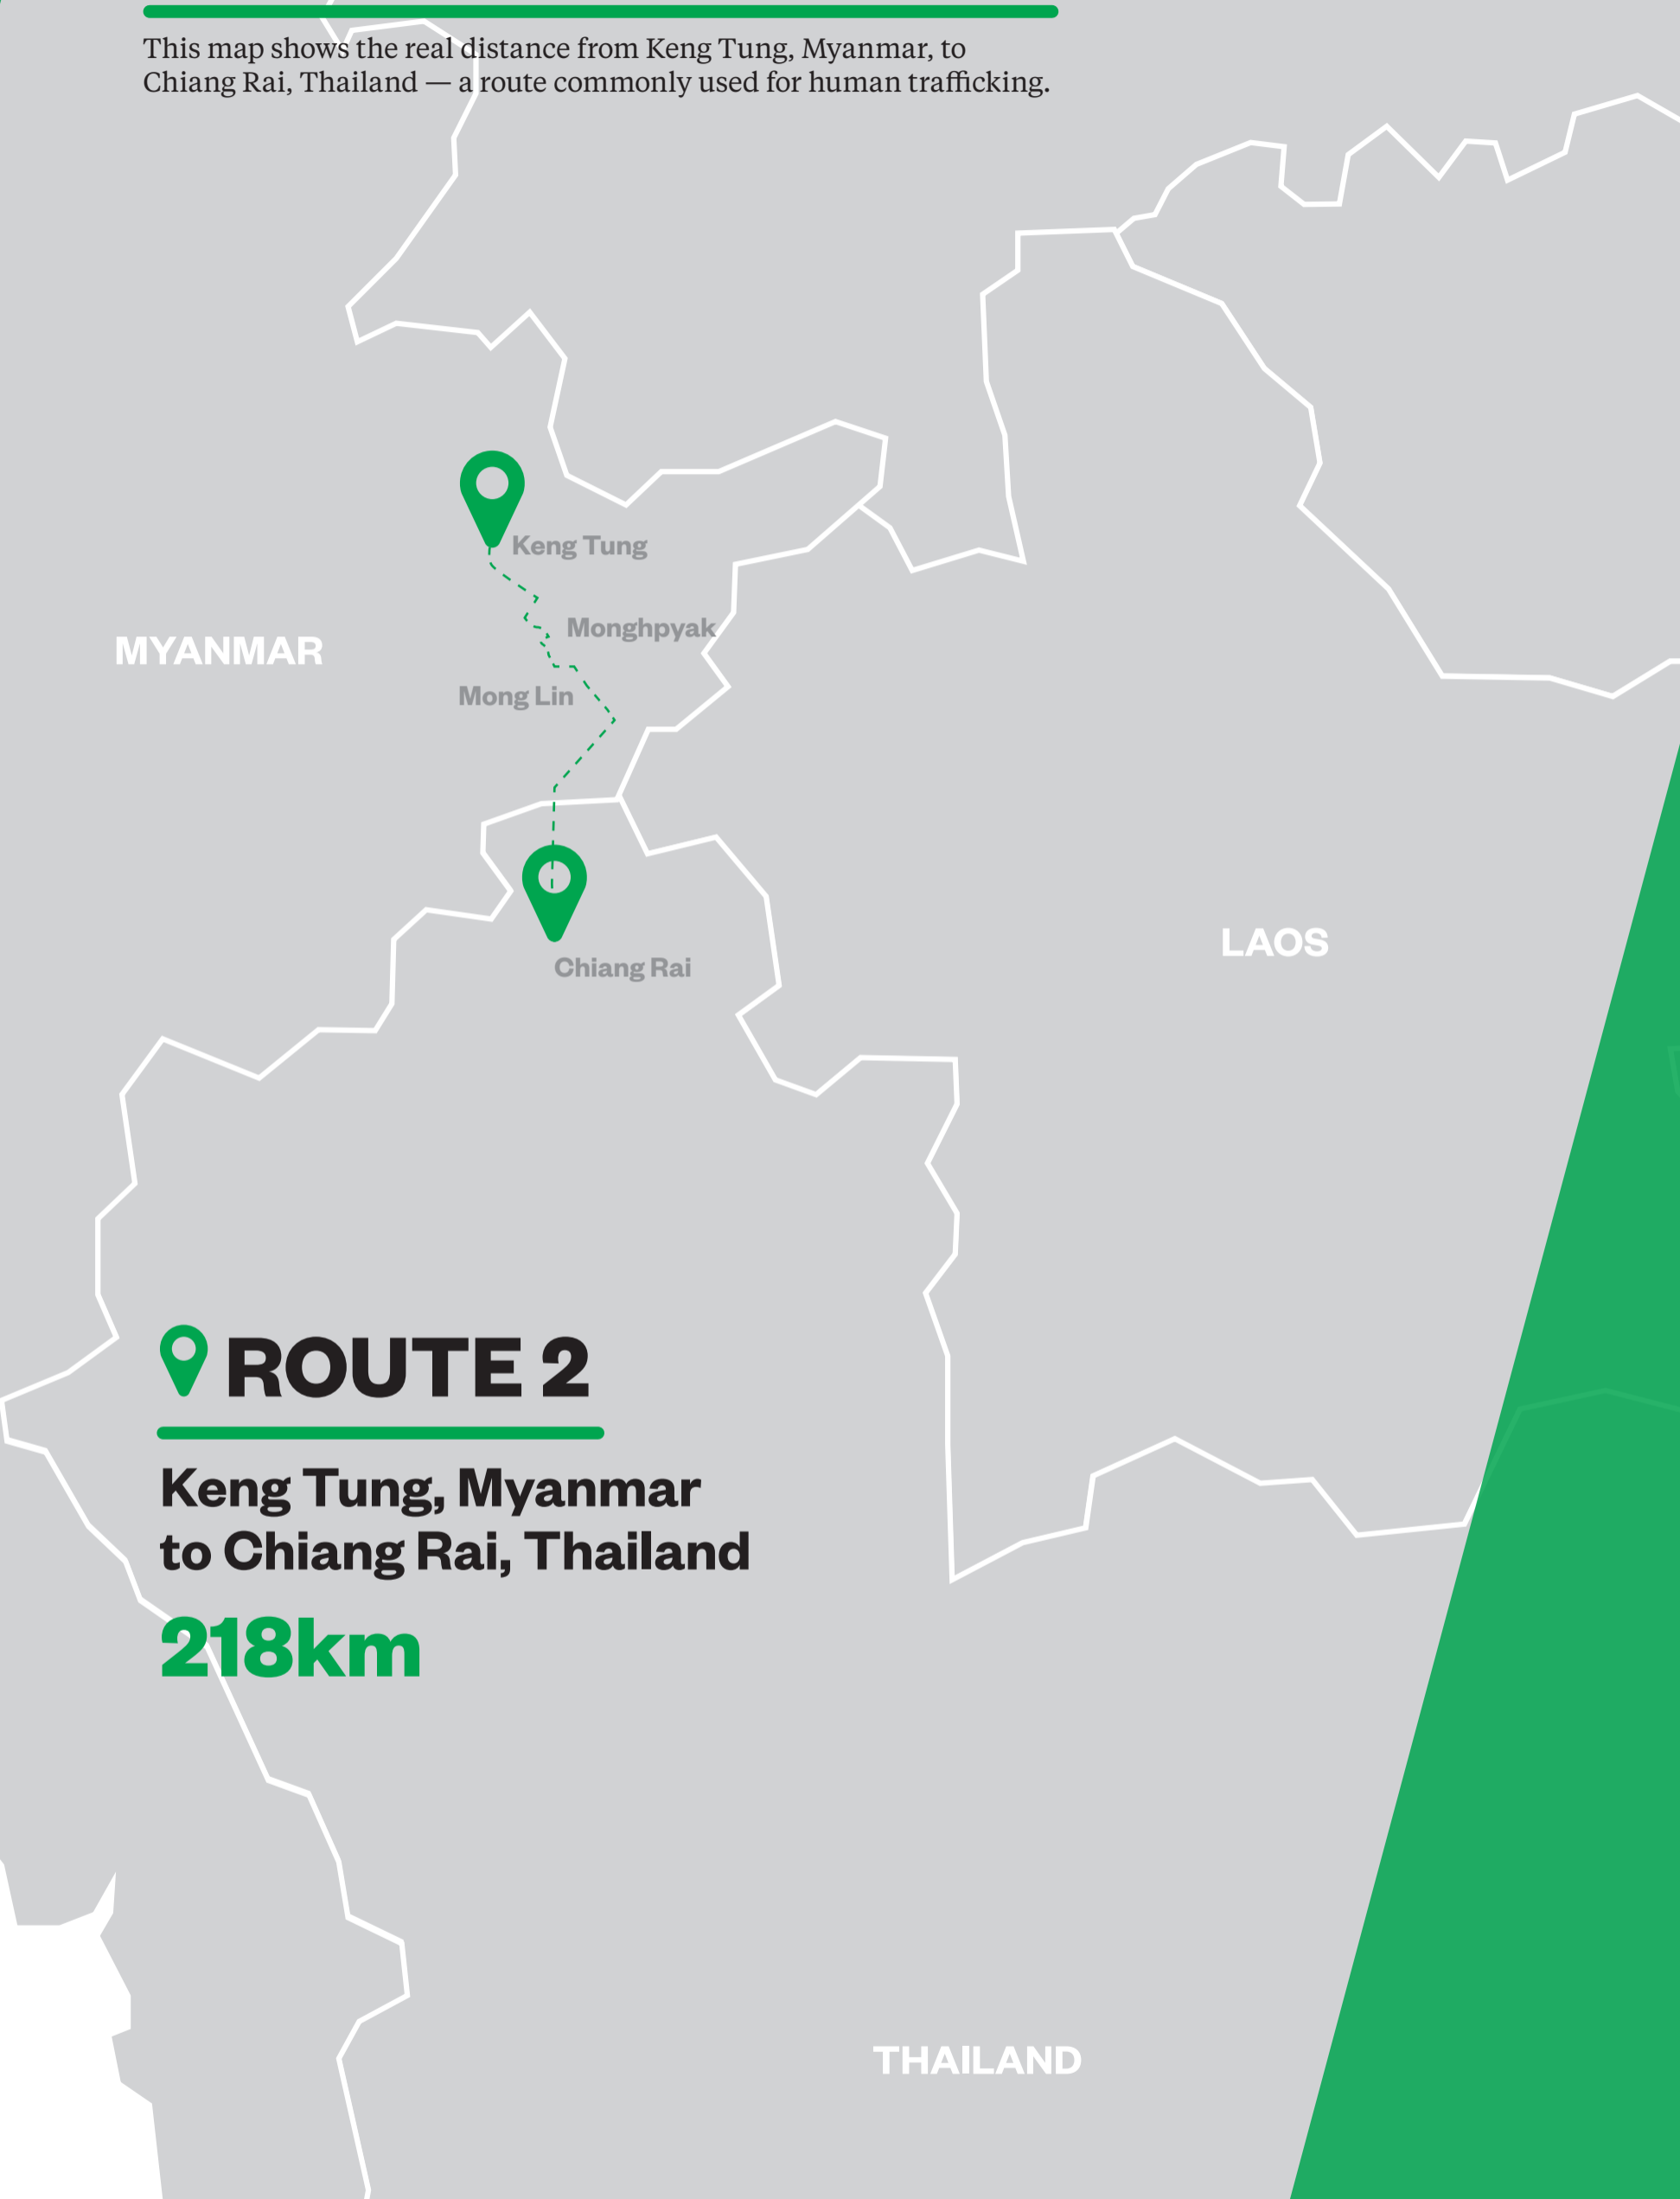 This map shows the real distance from Keng Tung, Myanmar, to
Chiang Rai, Thailand — a route commonly used for human trafficking.
Keng Tung
Monghpyak
MYANMAR
Mong Lin
LAOS
Chiang Rai
ROUTE 2
Keng Tung, Myanmar
to Chiang Rai, Thailand
218km
THAILAND